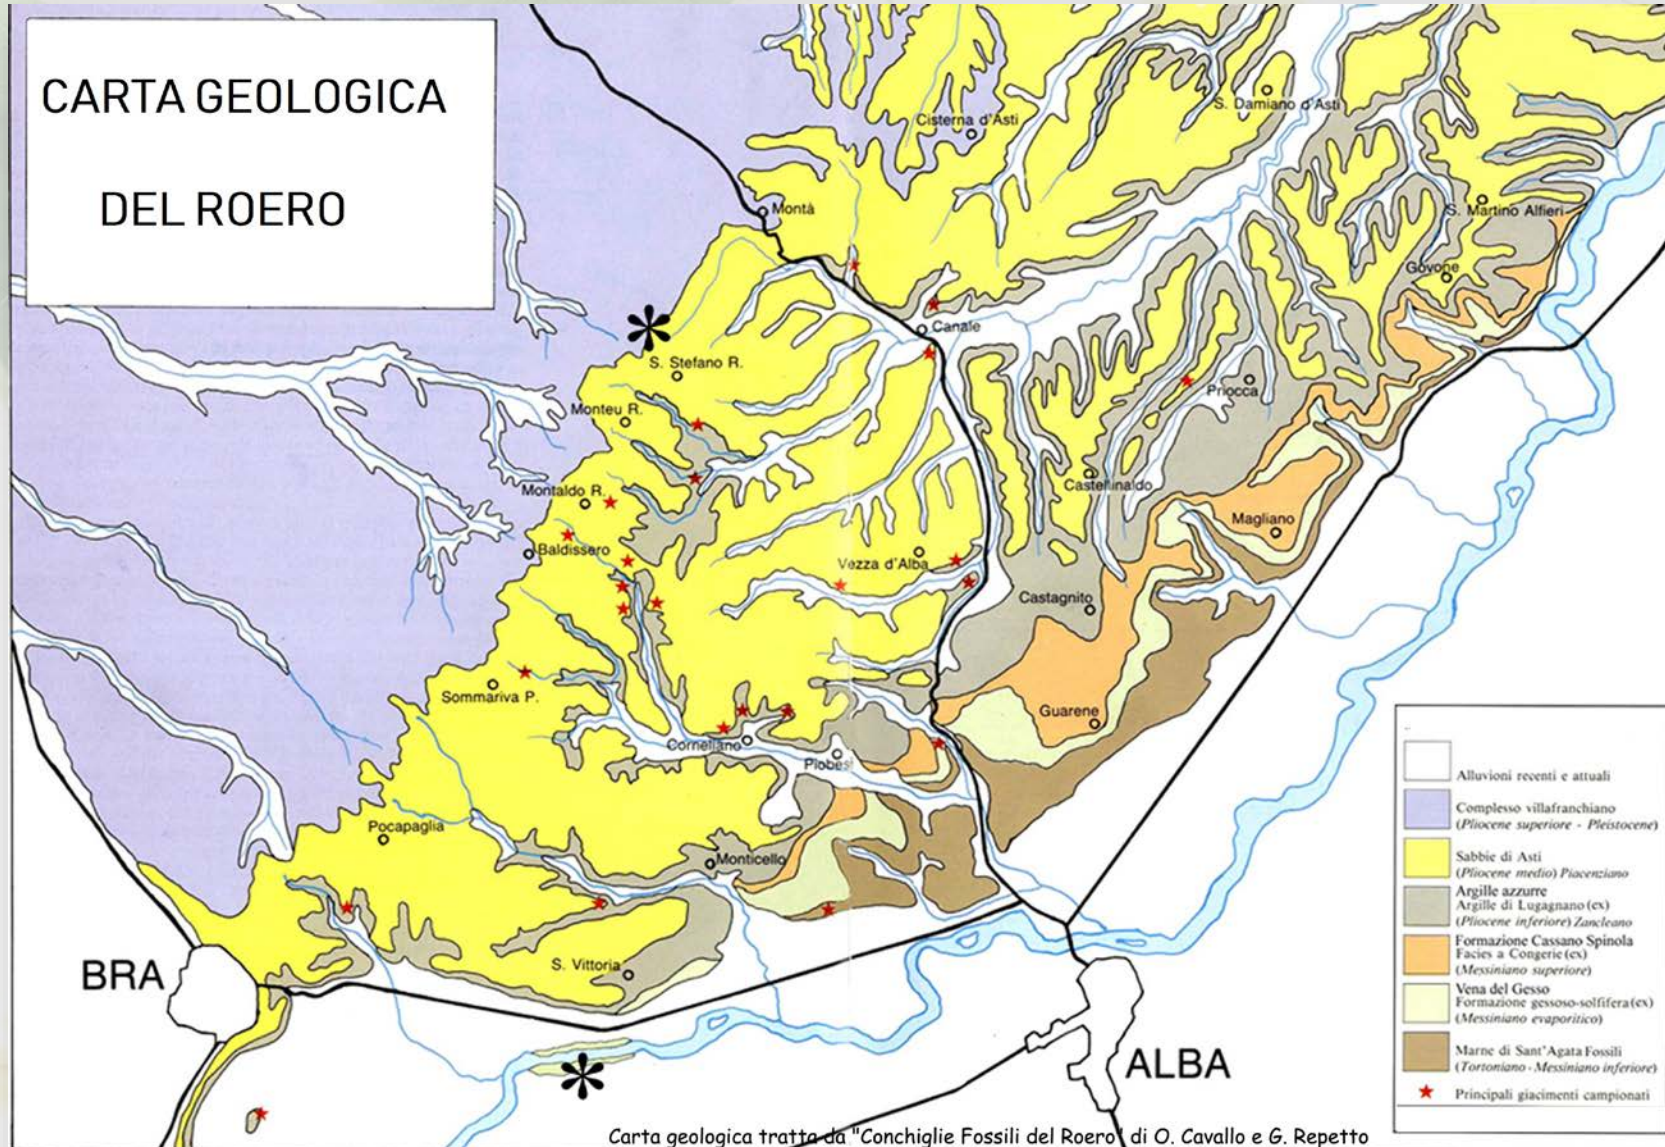 CARTA GEOLOGICA
DEL ROERO
S. Damiano d'Asti
Cisterna d'Asti
Montà
S. Martino Alfieri
Govone
Canale
S. Stefano R.
Priocca
Monteu R.
Castellinaldo
Montaldo R.
Magliano
Baldissero
Vezza d'Alba
Castagnito
Sommariva P.
Guarene
Corneliano
Piobesi
Pocapaglia
Monticello
S. Vittoria
BRA
ALBA
Alluvioni recenti e attuali
Complesso villafranchiano
(Pliocene superiore - Pleistocene)
Sabbie di Asti
(Pliocene medio) Piacenziano
Argille azzurre
Argille di Lugagnano (ex)
(Pliocene inferiore) Zancleano
Formazione Cassano Spinola
Facies a Congerie (ex)
(Messiniano superiore)
Vena del Gesso
Formazione gessoso-solfifera (ex)
(Messiniano evaporitico)
Marne di Sant'Agata Fossili
(Tortoniano - Messiniano inferiore)
Principali giacimenti campionati
Carta geologica tratta da "Conchiglie Fossili del Roero" di O. Cavallo e G. Repetto